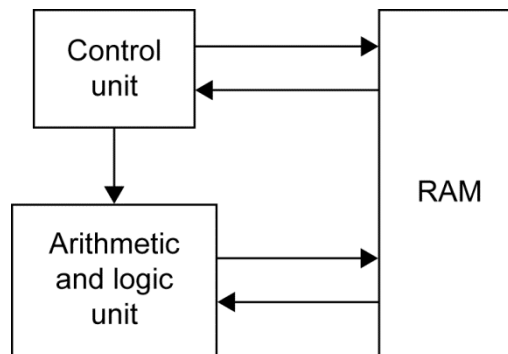 Control
unit
RAM
Arithmetic
and logic
unit